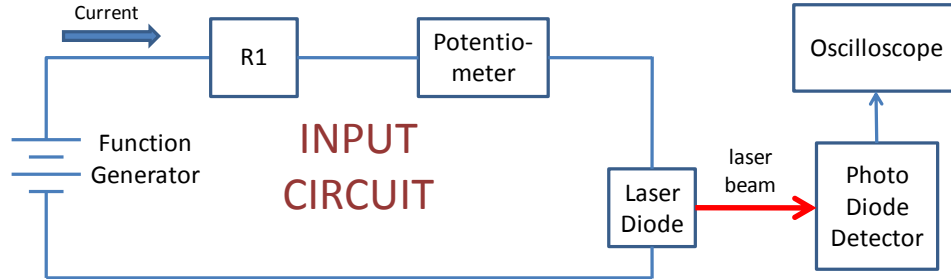 Current
R1
Potentio-
meter
Oscilloscope
Function
Generator
INPUT
CIRCUIT
Laser
Diode
laser
beam
Photo
Diode
Detector